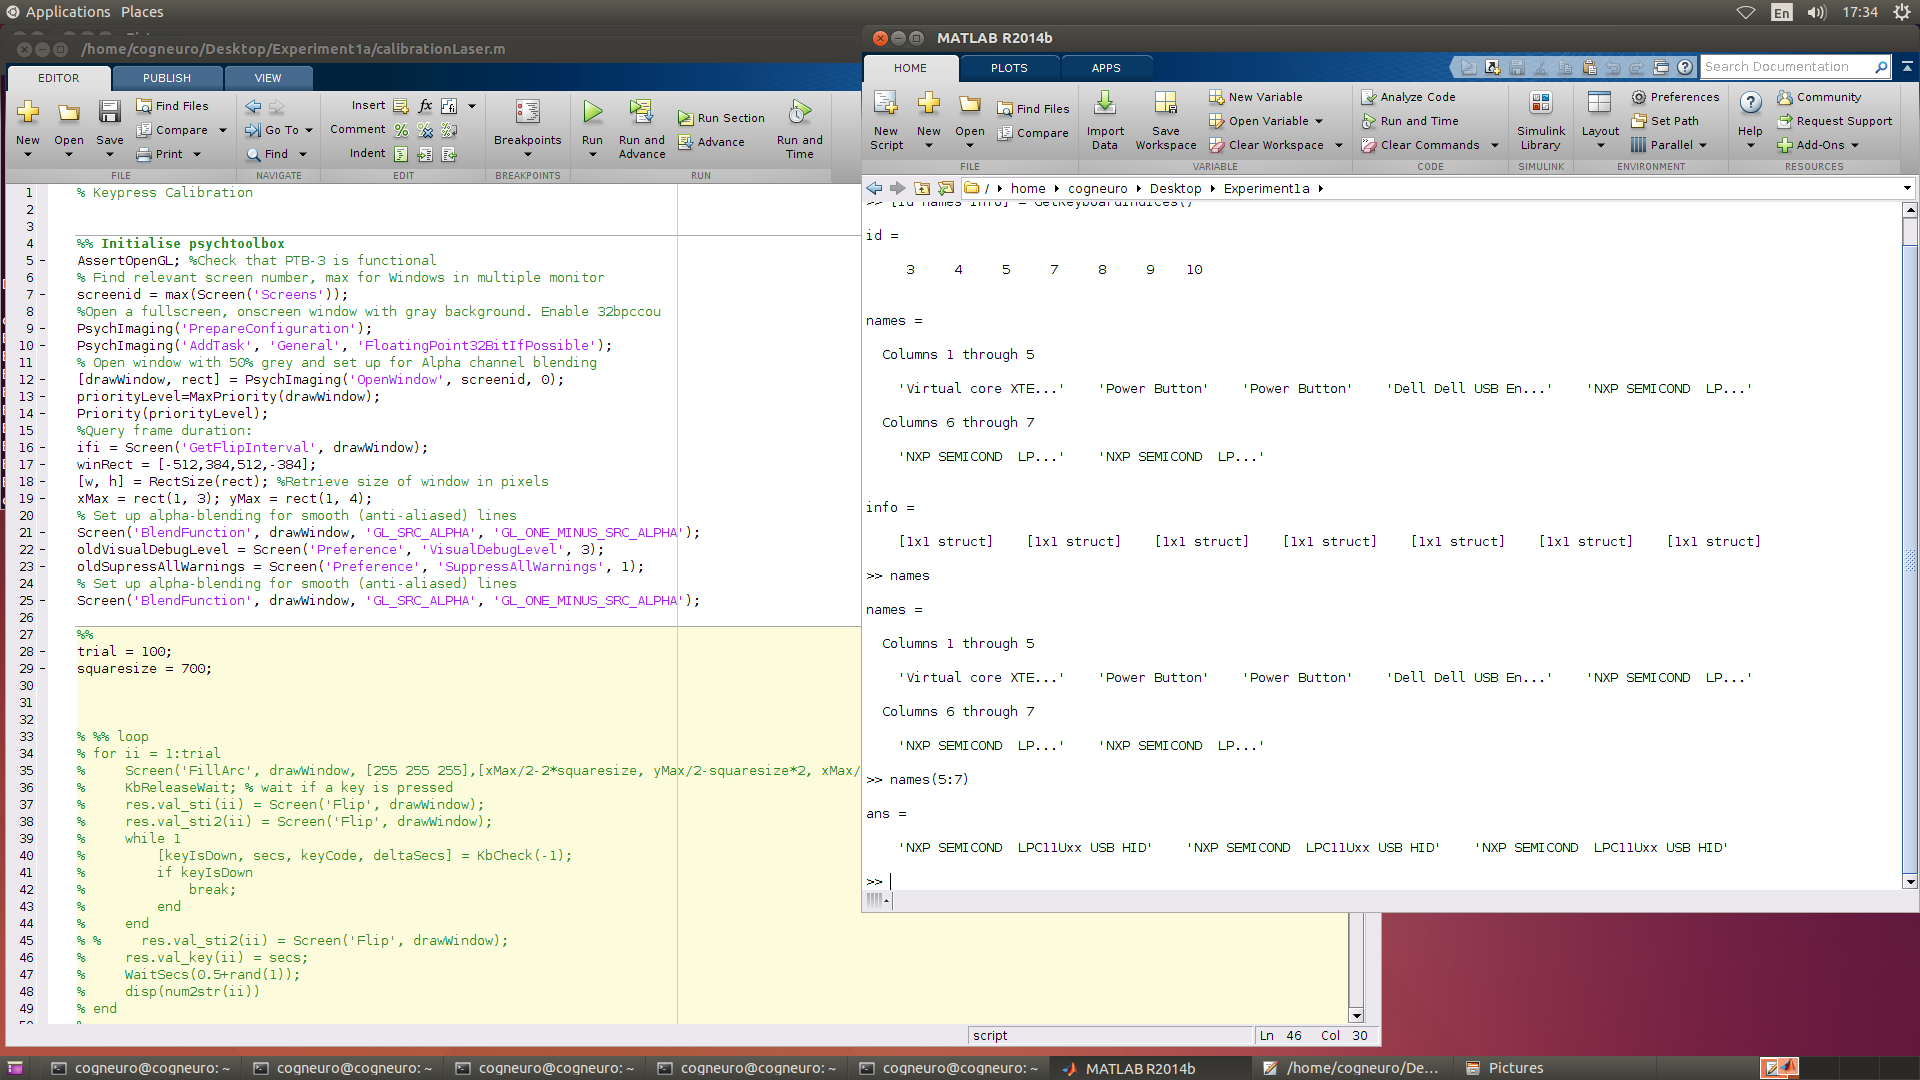 Applications Places
En 17:34
/home/cogneuro/Desktop/Experiment1a/calibrationLaser.m
EDITOR PUBLISH VIEW
New Open Save Find Files Compare Print
Go To Find
Insert Comment Indent
Breakpoints
Run Run and Advance Run Section Advance Run and Time
FILE NAVIGATE EDIT BREAKPOINTS RUN
1 % Keypress Calibration
2
3
4 %% Initialise psychtoolbox
5 - AssertOpenGL; %Check that PTB-3 is functional
6 % Find relevant screen number, max for Windows in multiple monitor
7 - screenid = max(Screen('Screens'));
8 %Open a fullscreen, onscreen window with gray background. Enable 32bpccou
9 - PsychImaging('PrepareConfiguration');
10 - PsychImaging('AddTask', 'General', 'FloatingPoint32BitIfPossible');
11 % Open window with 50% grey and set up for Alpha channel blending
12 - [drawWindow, rect] = PsychImaging('OpenWindow', screenid, 0);
13 - priorityLevel=MaxPriority(drawWindow);
14 - Priority(priorityLevel);
15 %Query frame duration:
16 - ifi = Screen('GetFlipInterval', drawWindow);
17 - winRect = [-512,384,512,-384];
18 - [w, h] = RectSize(rect); %Retrieve size of window in pixels
19 - xMax = rect(1, 3); yMax = rect(1, 4);
20 % Set up alpha-blending for smooth (anti-aliased) lines
21 - Screen('BlendFunction', drawWindow, 'GL_SRC_ALPHA', 'GL_ONE_MINUS_SRC_ALPHA');
22 - oldVisualDebugLevel = Screen('Preference', 'VisualDebugLevel', 3);
23 - oldSupressAllWarnings = Screen('Preference', 'SuppressAllWarnings', 1);
24 % Set up alpha-blending for smooth (anti-aliased) lines
25 - Screen('BlendFunction', drawWindow, 'GL_SRC_ALPHA', 'GL_ONE_MINUS_SRC_ALPHA');
26
27 %%
28 - trial = 100;
29 - squaresize = 700;
30
31
32
33 % %% loop
34 % for ii = 1:trial
35 % Screen('FillArc', drawWindow, [255 255 255],[xMax/2-2*squaresize, yMax/2-squaresize*2, xMax/
36 % KbReleaseWait; % wait if a key is pressed
37 % res.val_sti(ii) = Screen('Flip', drawWindow);
38 % res.val_sti2(ii) = Screen('Flip', drawWindow);
39 % while 1
40 % [keyIsDown, secs, keyCode, deltaSecs] = KbCheck(-1);
41 % if keyIsDown
42 % break;
43 % end
44 % end
45 % % res.val_sti2(ii) = Screen('Flip', drawWindow);
46 % res.val_key(ii) = secs;
47 % WaitSecs(0.5+rand(1));
48 % disp(num2str(ii))
49 % end
script Ln 46 Col 30
MATLAB R2014b
HOME PLOTS APPS
Search Documentation
New Script New Open Find Files Compare
Import Data Save Workspace New Variable Open Variable Clear Workspace
Analyze Code Run and Time Clear Commands
Simulink Library
Layout Preferences Set Path Parallel
Help Community Request Support Add-Ons
FILE VARIABLE CODE SIMULINK ENVIRONMENT RESOURCES
/ home cogneuro Desktop Experiment1a
>> [id names info] = GetKeyboardIndices()
id =
3 4 5 7 8 9 10
names =
Columns 1 through 5
'Virtual core XTE...' 'Power Button' 'Power Button' 'Dell Dell USB En...' 'NXP SEMICOND LP...'
Columns 6 through 7
'NXP SEMICOND LP...' 'NXP SEMICOND LP...'
info =
[1x1 struct] [1x1 struct] [1x1 struct] [1x1 struct] [1x1 struct] [1x1 struct] [1x1 struct]
>> names
names =
Columns 1 through 5
'Virtual core XTE...' 'Power Button' 'Power Button' 'Dell Dell USB En...' 'NXP SEMICOND LP...'
Columns 6 through 7
'NXP SEMICOND LP...' 'NXP SEMICOND LP...'
>> names(5:7)
ans =
'NXP SEMICOND LPC11Uxx USB HID' 'NXP SEMICOND LPC11Uxx USB HID' 'NXP SEMICOND LPC11Uxx USB HID'
>>
cogneuro@cogneuro: ~ cogneuro@cogneuro: ~ cogneuro@cogneuro: ~ cogneuro@cogneuro: ~ cogneuro@cogneuro: ~ MATLAB R2014b /home/cogneuro/De... Pictures